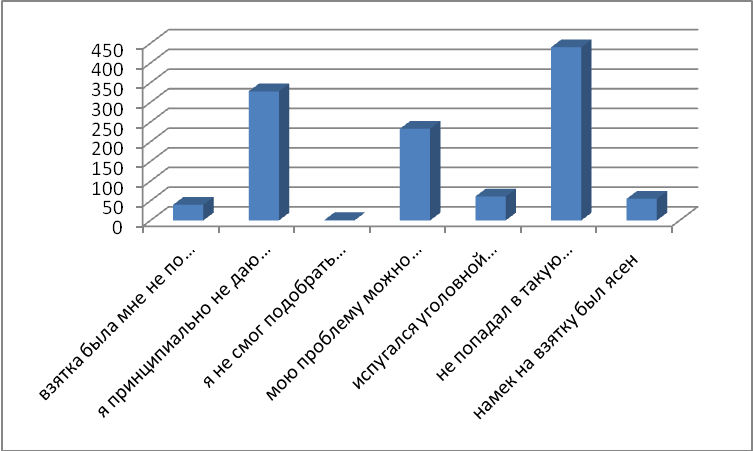 450
400
350
300
250
200
150
100
50
0
взятка была мне не по...
я принципиально не даю...
я не смог подобрать...
мою проблему можно...
испугался уголовной...
не попадал в такую...
намек на взятку был ясен